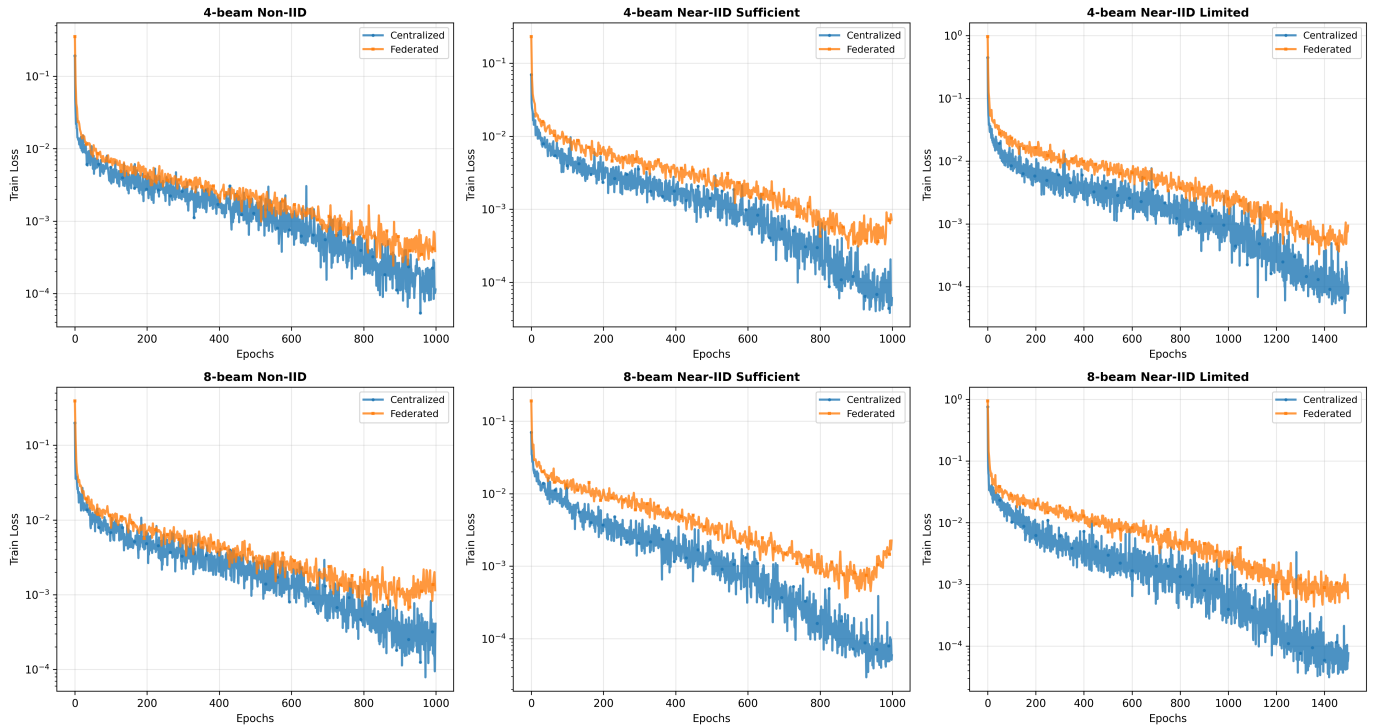 4-beam Non-IID
Train Loss
10⁻¹
10⁻²
10⁻³
10⁻⁴
Centralized
Federated
0 200 400 600 800 1000
Epochs
4-beam Near-IID Sufficient
Train Loss
10⁻¹
10⁻²
10⁻³
10⁻⁴
Centralized
Federated
0 200 400 600 800 1000
Epochs
4-beam Near-IID Limited
Train Loss
10⁰
10⁻¹
10⁻²
10⁻³
10⁻⁴
Centralized
Federated
0 200 400 600 800 1000 1200 1400
Epochs
8-beam Non-IID
Train Loss
10⁻¹
10⁻²
10⁻³
10⁻⁴
Centralized
Federated
0 200 400 600 800 1000
Epochs
8-beam Near-IID Sufficient
Train Loss
10⁻¹
10⁻²
10⁻³
10⁻⁴
Centralized
Federated
0 200 400 600 800 1000
Epochs
8-beam Near-IID Limited
Train Loss
10⁰
10⁻¹
10⁻²
10⁻³
10⁻⁴
Centralized
Federated
0 200 400 600 800 1000 1200 1400
Epochs